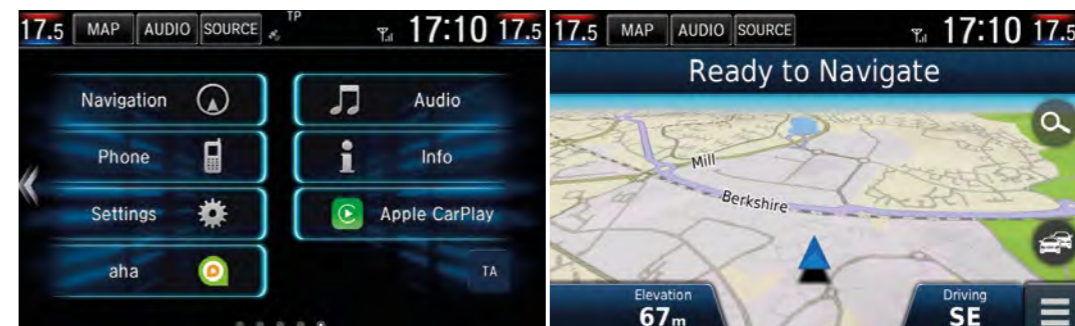 17.5 MAP AUDIO SOURCE TP 17:10 17.5
Navigation
Audio
Phone
Info
Settings
Apple CarPlay
aha
TA
17.5 MAP AUDIO SOURCE 17:10 17.5
Ready to Navigate
Mill
Berkshire
Elevation
67m
Driving
SE